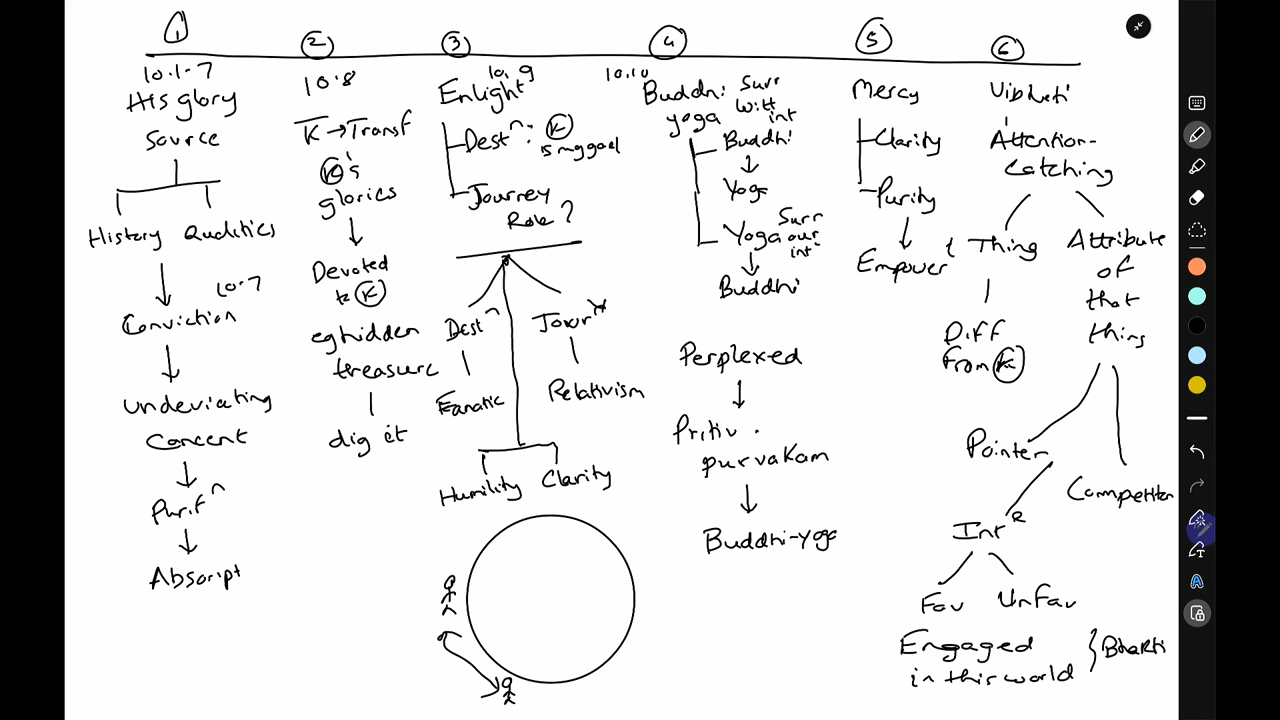 1
10.1-7
His glory
Source
History Qualities
10.7
Conviction
Undeviating
Concent
Purifⁿ
Absorpt
2
10.8
K → Transf
K's
glories
Devoted
to K
eg hidden
treasure
dig it
3
10.9
Enlightⁿ
Destⁿ: K
is my goal
Journey
Role?
Destⁿ Journ
Fanatic Relativism
Humility Clarity
4
10.10
Buddhi yoga
Surr with int
Buddhi
Yoga
Surr our int
Yoga
Buddhi
Perplexed
Pritiv
purvakam
Buddhi-yoga
5
Mercy
Clarity
Purity
Empower
6
Vibhuti
Attention-
Catching
Thing
Diff
from K
Attribute
of
that
thing
Pointer
Competitor
Intᴿ
Fav UnFav
Engaged
in this world } Bhakti